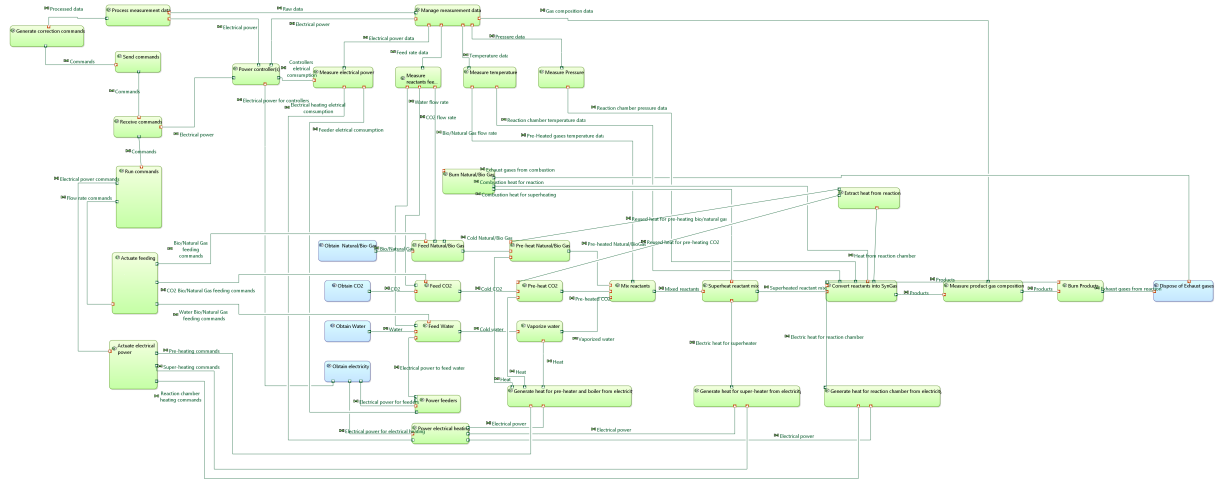 Processed data
Process measurement data
Raw data
Manage measurement data
Gas composition data
Generate correction commands
Electrical power
Electrical power
Electrical power data
Feed rate data
Pressure data
Temperature data
Commands
Send commands
Power controller(s)
Controllers
eletrical
comsumption
Measure electrical power
Measure
reactants fee...
Measure temperature
Measure Pressure
Commands
Electrical power for controllers
Electrical heating eletrical
consumption
Water flow rate
Reaction chamber pressure data
Receive commands
CO2 flow rate
Reaction chamber temperature data
Electrical power
Feeder eletrical consumption
Bio/Natural Gas flow rate
Pre-Heated gases temperature data
Commands
Run commands
Electrical power commands
Flow rate commands
Burn Natural/Bio Gas
Exhaust gases from combustion
Combustion heat for reaction
Combustion heat for superheating
Extract heat from reaction
Reused heat for pre-heating bio/natural gas
Bio/Natural Gas
feeding
commands
Obtain Natural/Bio Gas
Bio/Natural Gas
Feed Natural/Bio Gas
Cold Natural/Bio Gas
Pre-heat Natural/Bio Gas
Pre-heated Natural/Biogas
Reused heat for pre-heating CO2
Heat from reaction chamber
Actuate feeding
CO2 Bio/Natural Gas feeding commands
Obtain CO2
CO2
Feed CO2
Cold CO2
Pre-heat CO2
Pre-heated CO2
Mix reactants
Mixed reactants
Superheat reactant mix
Superheated reactant mix
Convert reactants into SynGas
Products
Products
Measure product gas composition
Products
Burn Products
Exhaust gases from reaction
Dispose of Exhaust gases
Water Bio/Natural Gas
feeding commands
Obtain Water
Water
Feed Water
Cold water
Vaporize water
Vaporized water
Electric heat for superheater
Electric heat for reaction chamber
Actuate electrical
power
Pre-heating commands
Super-heating commands
Reaction chamber
heating commands
Obtain electricity
Electrical power to feed water
Heat
Heat
Heat
Electrical power for feeders
Power feeders
Generate heat for pre-heater and boiler from electricity
Generate heat for super-heater from electricity
Generate heat for reaction chamber from electricity
Electrical power for electrical heating
Power electrical heating
Electrical power
Electrical power
Electrical power